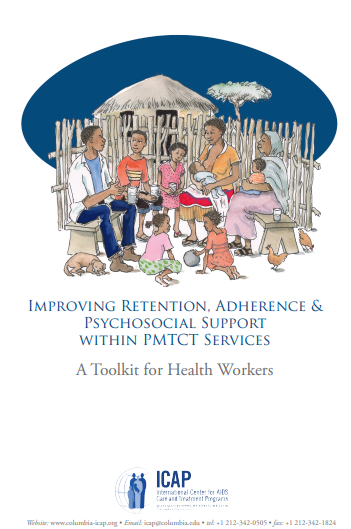 IMPROVING RETENTION, ADHERENCE &
PSYCHOSOCIAL SUPPORT
WITHIN PMTCT SERVICES
A Toolkit for Health Workers
ICAP
International Center for AIDS
Care and Treatment Programs
Website: www.columbia-icap.org • Email: icap@columbia.edu • tel: +1 212-342-0505 • fax: +1 212-342-1824